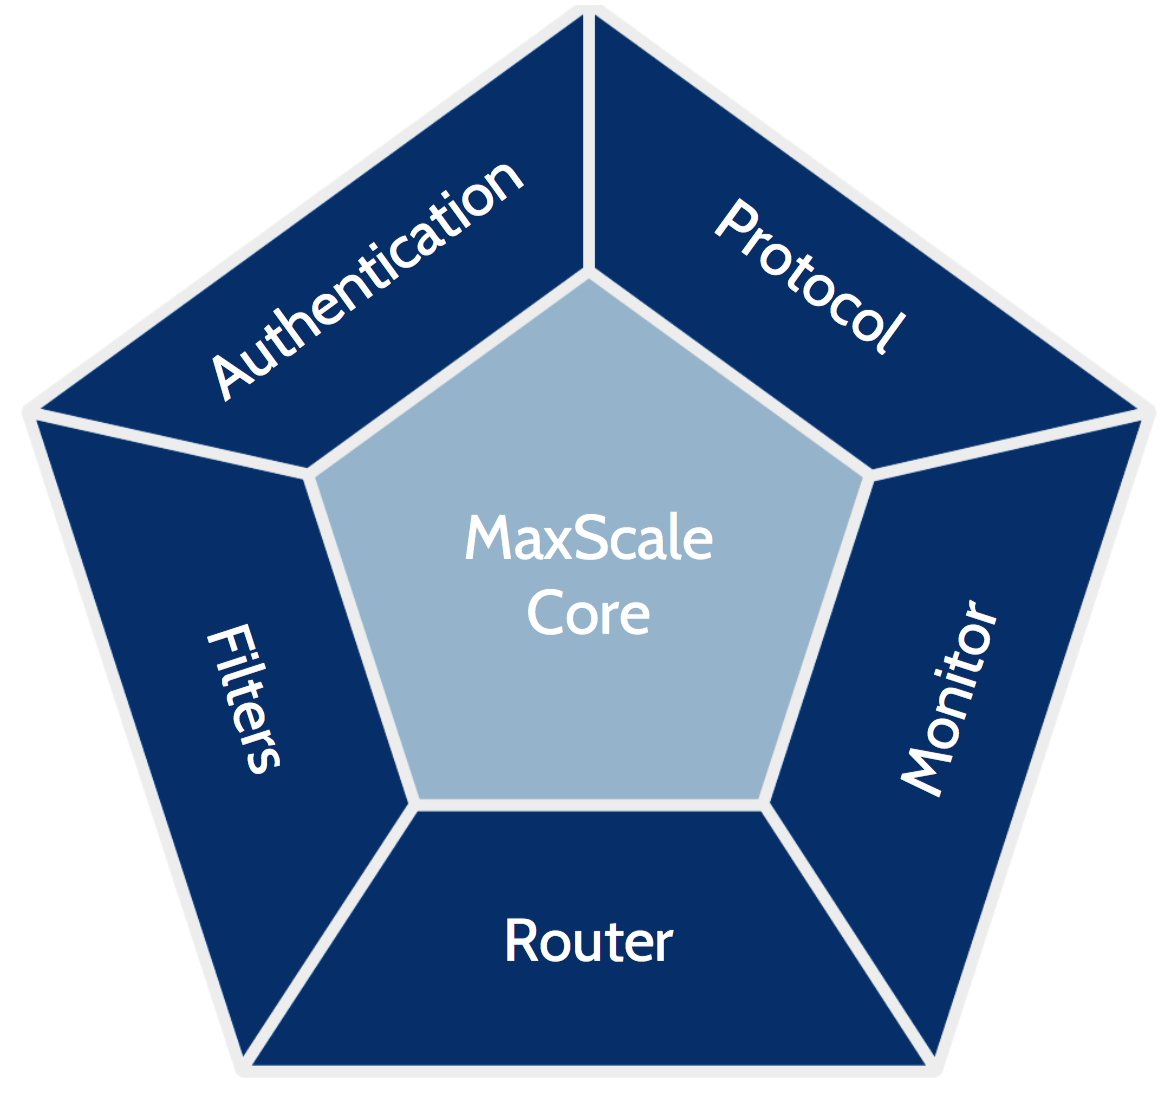 Authentication
Protocol
MaxScale
Core
Filters
Monitor
Router